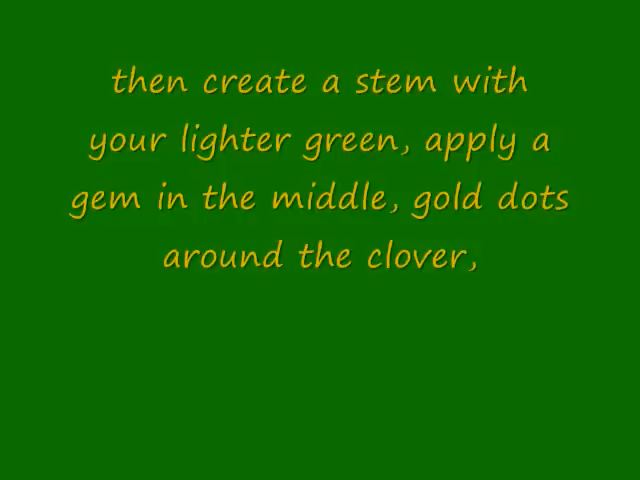 then create a stem with
your lighter green, apply a
gem in the middle, gold dots
around the clover,